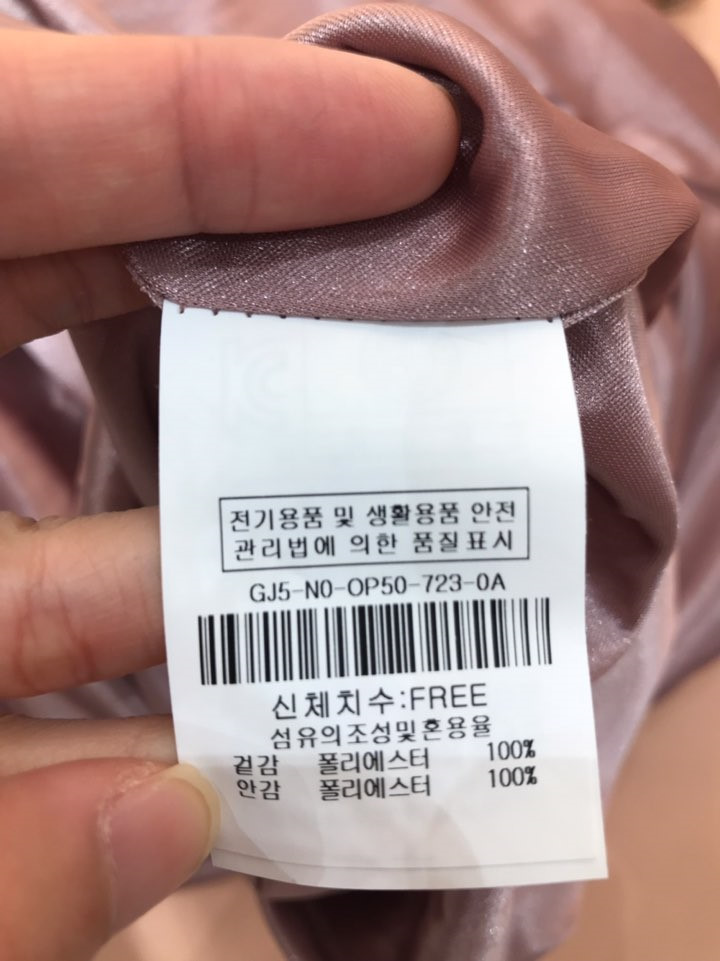 전기용품 및 생활용품 안전
관리법에 의한 품질표시
GJ5-N0-OP50-723-0A
신체치수:FREE
섬유의조성및혼용율
겉감 폴리에스터 100%
안감 폴리에스터 100%